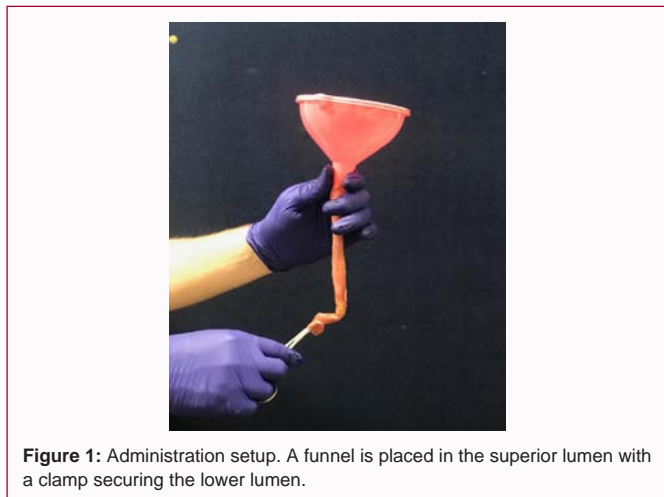 Figure 1: Administration setup. A funnel is placed in the superior lumen with
a clamp securing the lower lumen.